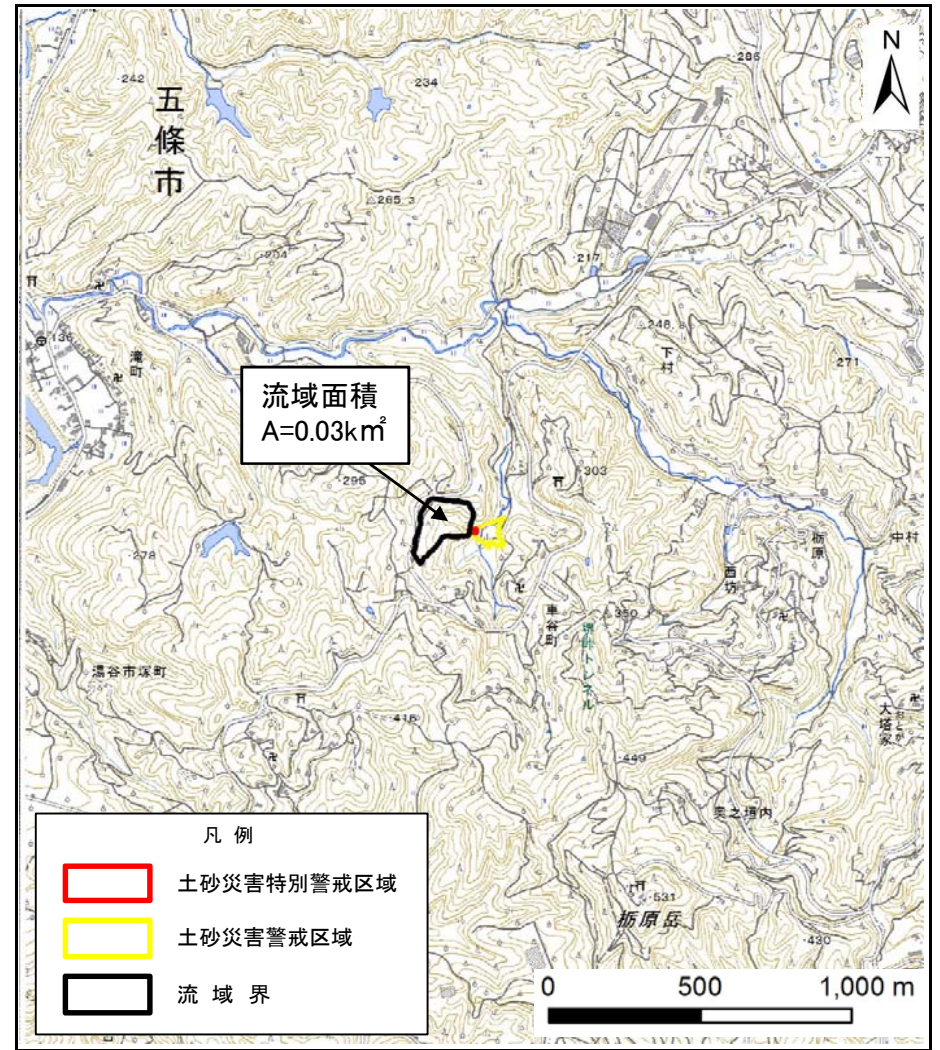 N
・286
・242
・234
五條市
265.3
・204
・217
136
滝町
248.8
下村
271
流域面積
A=0.03k㎡
・303
・295
・278
栃原
中村
西坊
車谷町
350
湯谷市塚町
・416
大塔家
・449
奥之垣内
凡 例
土砂災害特別警戒区域
・531
栃原岳
土砂災害警戒区域
・430
流 域 界
0 500 1,000 m